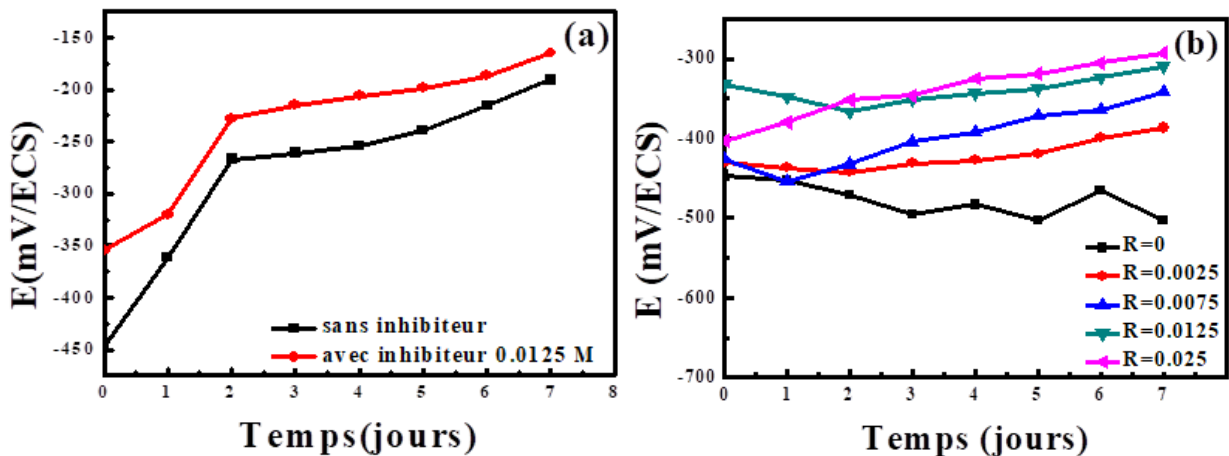 (a)
E(mV/ECS)
-150
-200
-250
-300
-350
-400
-450
sans inhibiteur
avec inhibiteur 0.0125 M
0 1 2 3 4 5 6 7 8
Temps(jours)
(b)
E (mV/ECS)
-300
-400
-500
-600
-700
R=0
R=0.0025
R=0.0075
R=0.0125
R=0.025
0 1 2 3 4 5 6 7
Temps (jours)